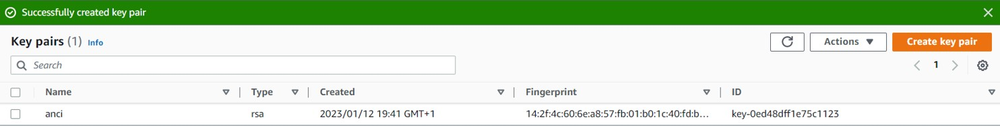 Successfully created key pair
Key pairs (1) Info
Actions Create key pair
Search
1
Name Type Created Fingerprint ID
anci rsa 2023/01/12 19:41 GMT+1 14:2f:4c:60:6e:a8:57:fb:01:b0:1c:40:fd:b... key-0ed48dff1e75c1123